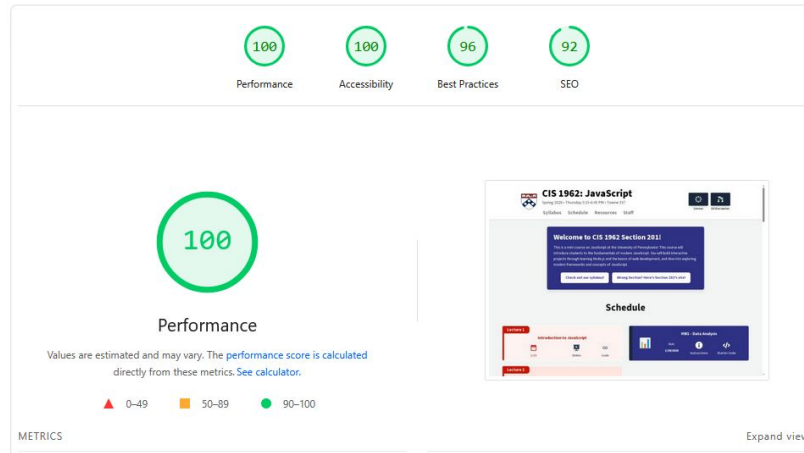 100
100
96
92
Performance
Accessibility
Best Practices
SEO
100
Performance
Values are estimated and may vary. The performance score is calculated
directly from these metrics. See calculator.
0–49
50–89
90–100
CIS 1962: JavaScript
Syllabus Schedule Resources Staff
Welcome to CIS 1962 Section 201!
Check out our syllabus!
Schedule
Lecture 1
Introduction to JavaScript
HW1 - Data Analysis
METRICS
Expand view